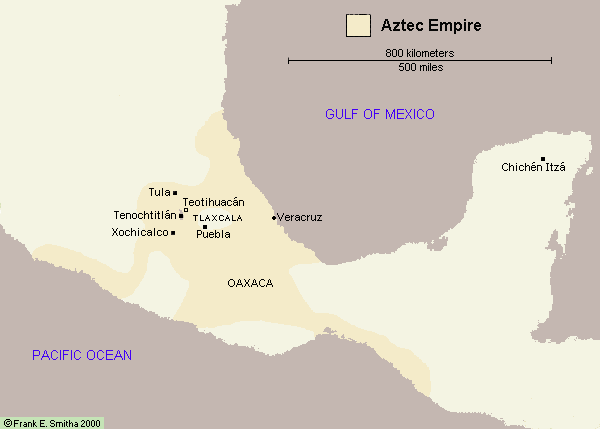 Aztec Empire
800 kilometers
500 miles
GULF OF MEXICO
Chichén Itzá
Tula
Teotihuacán
Tenochtitlán
TLAXCALA
Veracruz
Xochicalco
Puebla
OAXACA
PACIFIC OCEAN
©Frank E. Smitha 2000